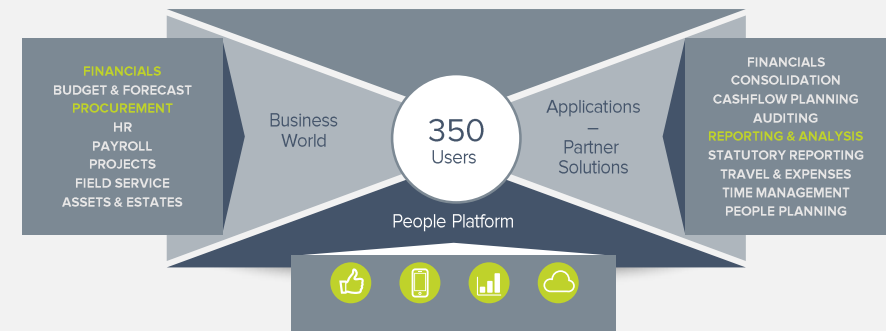 FINANCIALS
BUDGET & FORECAST
PROCUREMENT
HR
PAYROLL
PROJECTS
FIELD SERVICE
ASSETS & ESTATES
Business
World
350
Users
People Platform
Applications
–
Partner
Solutions
FINANCIALS
CONSOLIDATION
CASHFLOW PLANNING
AUDITING
REPORTING & ANALYSIS
STATUTORY REPORTING
TRAVEL & EXPENSES
TIME MANAGEMENT
PEOPLE PLANNING